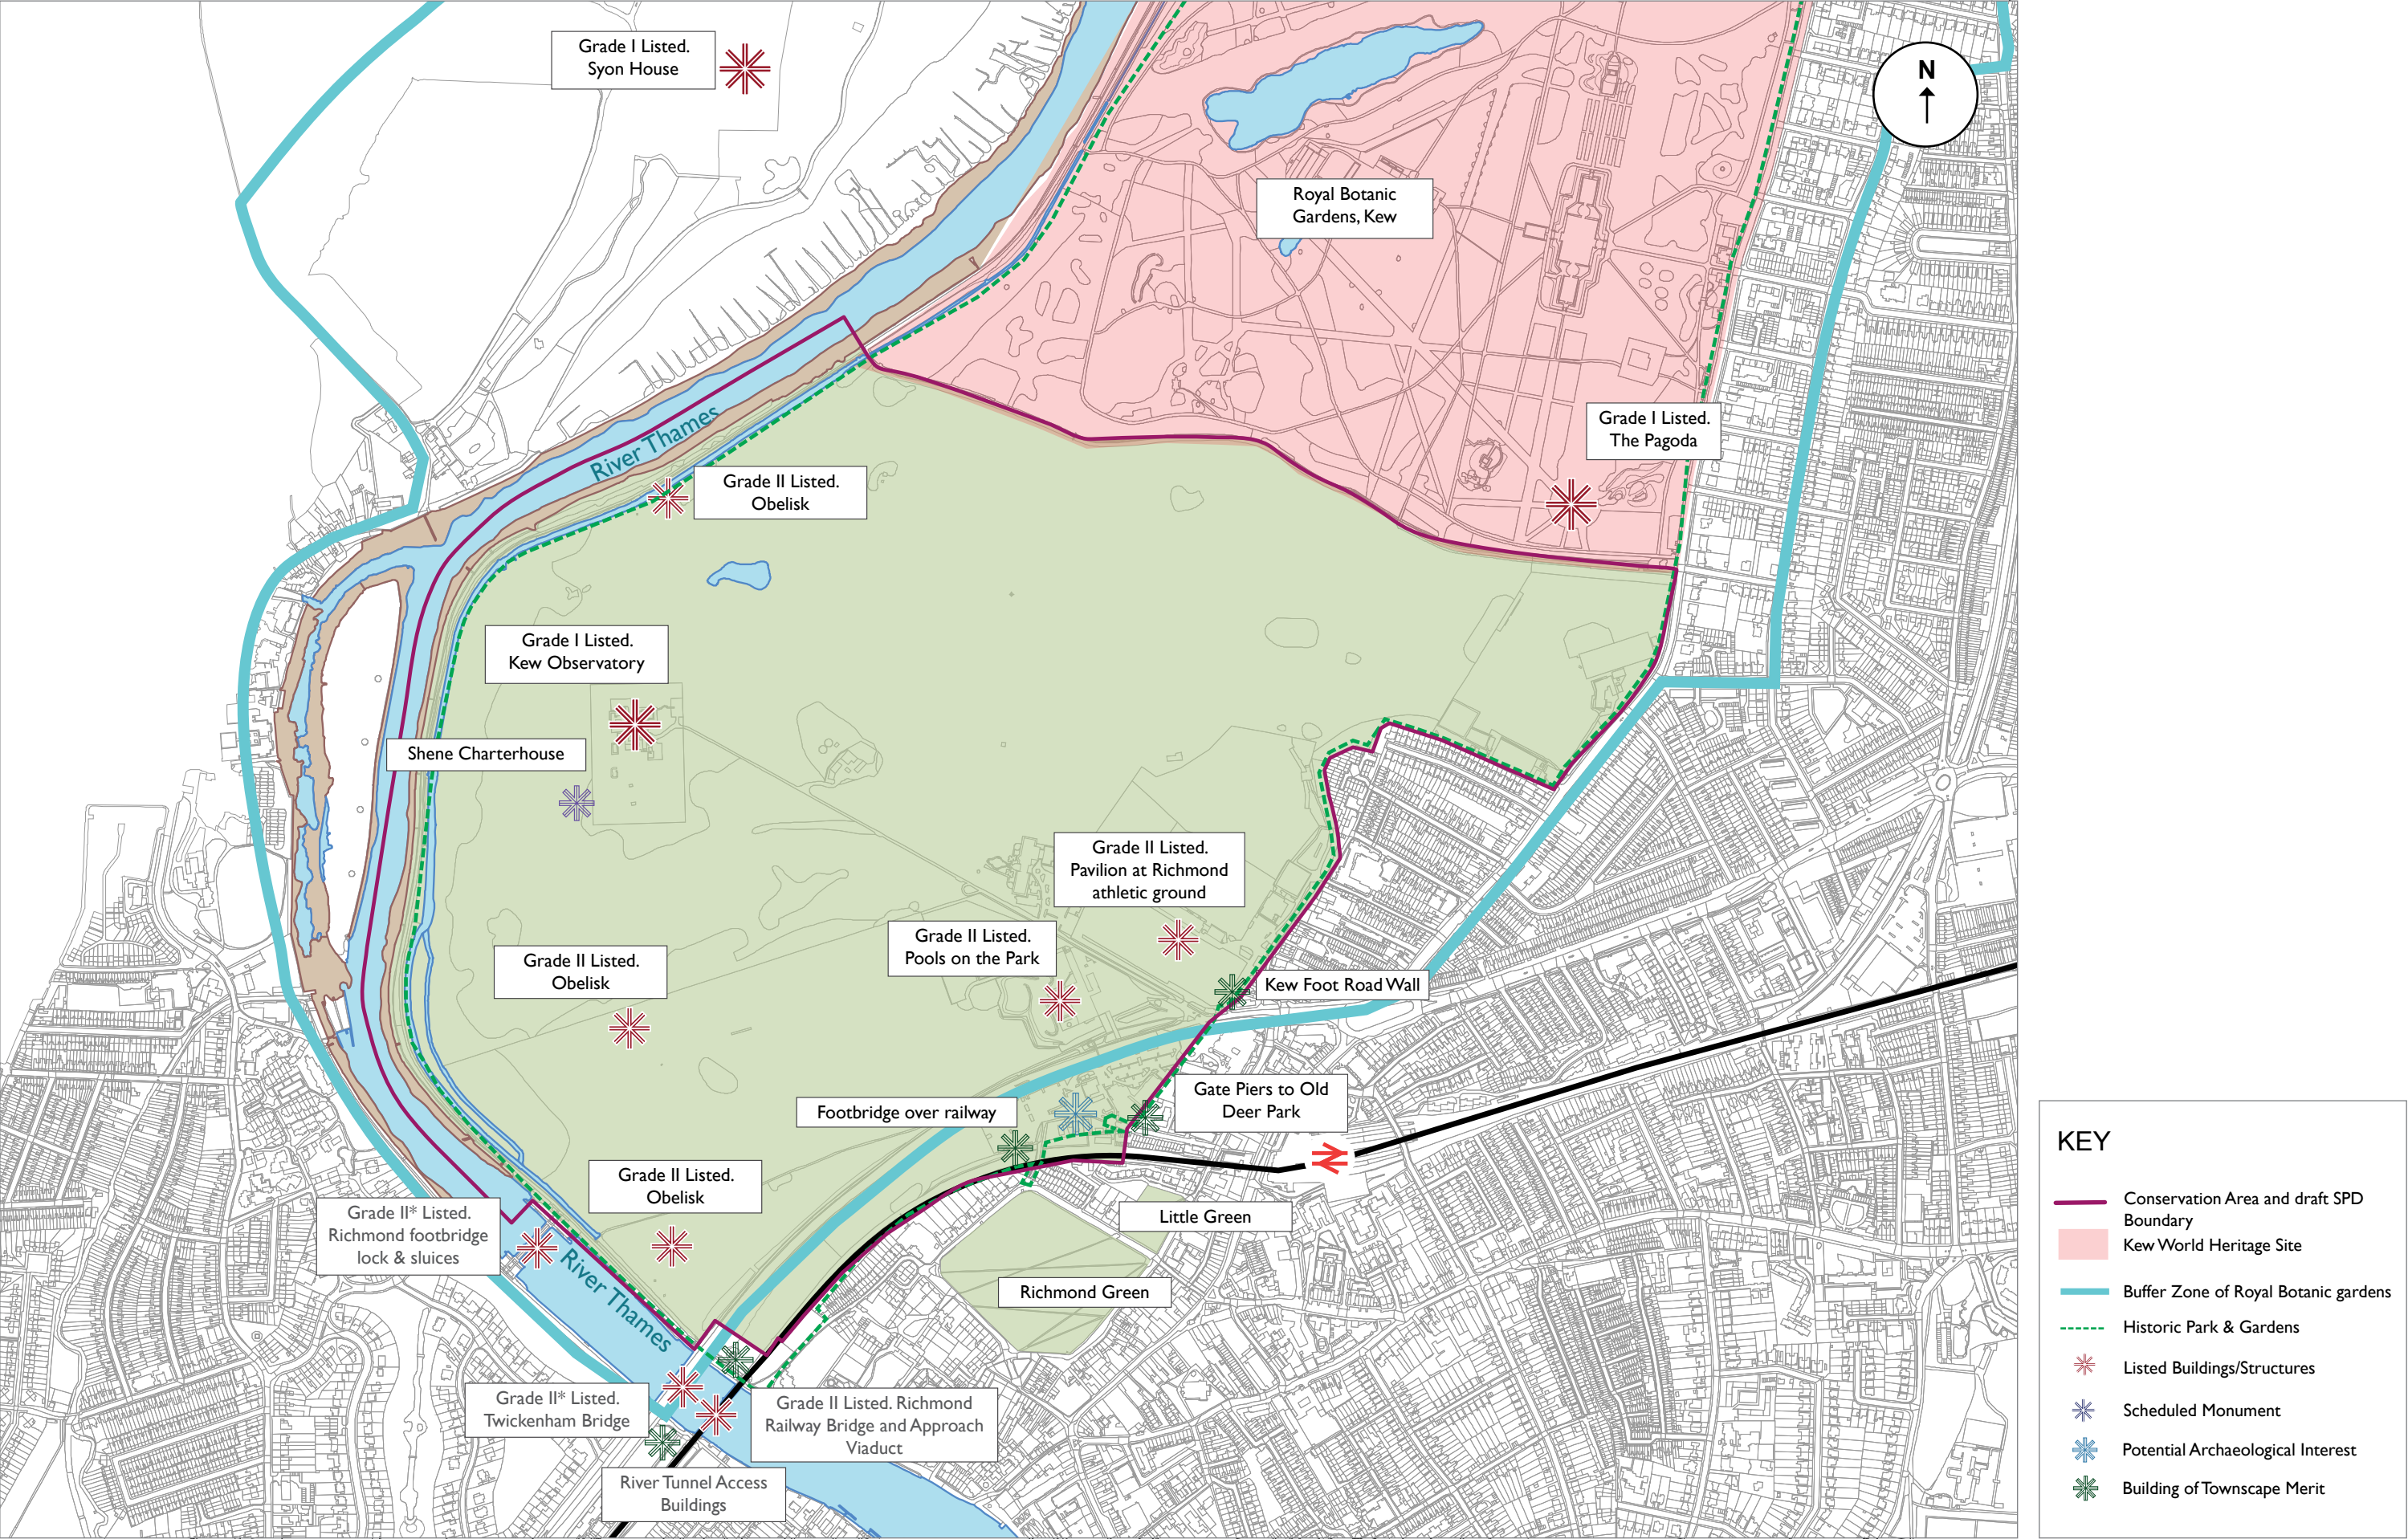 Grade I Listed.
Syon House
N
Royal Botanic
Gardens, Kew
River Thames
Grade I Listed.
The Pagoda
Grade II Listed.
Obelisk
Grade I Listed.
Kew Observatory
Shene Charterhouse
Grade II Listed.
Pavilion at Richmond
athletic ground
Grade II Listed.
Pools on the Park
Grade II Listed.
Obelisk
Kew Foot Road Wall
Gate Piers to Old
Deer Park
Footbridge over railway
Grade II Listed.
Obelisk
Little Green
Grade II* Listed.
Richmond footbridge
lock & sluices
River Thames
Richmond Green
Grade II* Listed.
Twickenham Bridge
Grade II Listed. Richmond
Railway Bridge and Approach
Viaduct
River Tunnel Access
Buildings
KEY
Conservation Area and draft SPD
Boundary
Kew World Heritage Site
Buffer Zone of Royal Botanic gardens
Historic Park & Gardens
Listed Buildings/Structures
Scheduled Monument
Potential Archaeological Interest
Building of Townscape Merit